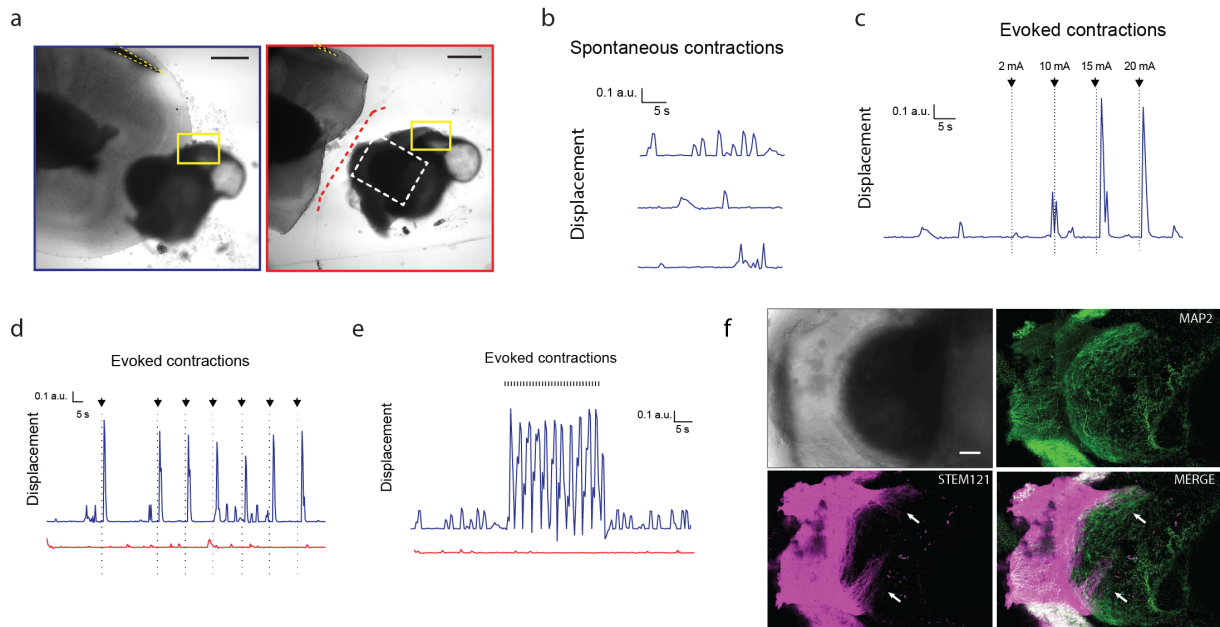 a
b
Spontaneous contractions
0.1 a.u.
5 s
Displacement
c
Evoked contractions
2 mA 10 mA 15 mA 20 mA
0.1 a.u.
5 s
Displacement
d
Evoked contractions
0.1 a.u.
5 s
Displacement
e
Evoked contractions
0.1 a.u.
5 s
Displacement
f
MAP2
STEM121
MERGE